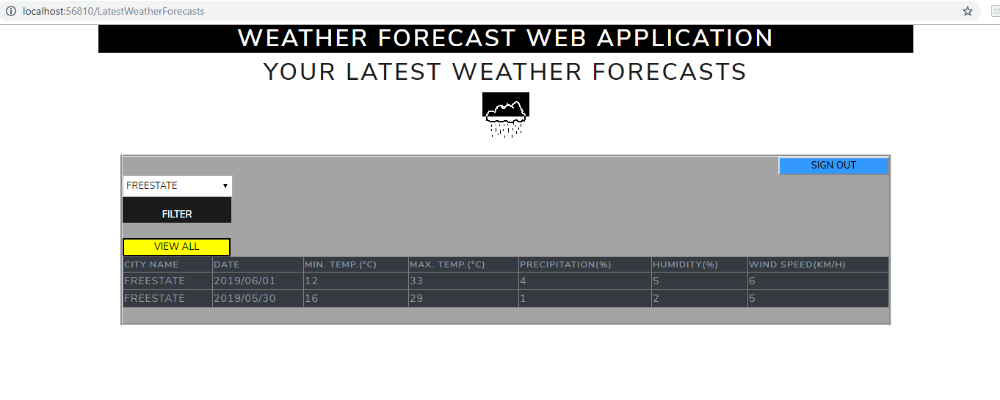 localhost:56810/LatestWeatherForecasts
WEATHER FORECAST WEB APPLICATION
YOUR LATEST WEATHER FORECASTS
SIGN OUT
FREESTATE
FILTER
VIEW ALL
CITY NAME DATE MIN. TEMP.(°C) MAX. TEMP.(°C) PRECIPITATION(%) HUMIDITY(%) WIND SPEED(KM/H)
FREESTATE 2019/06/01 12 33 4 5 6
FREESTATE 2019/05/30 16 29 1 2 5